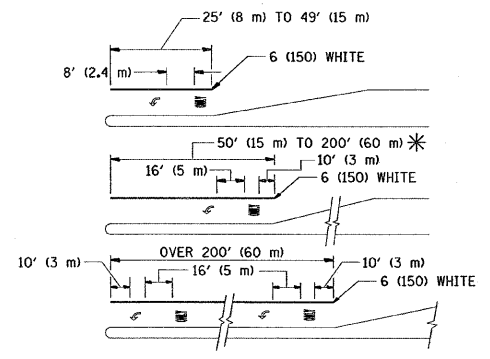 25' (8 m) TO 49' (15 m)
6 (150) WHITE
8' (2.4 m)
50' (15 m) TO 200' (60 m) ✳
16' (5 m)
10' (3 m)
6 (150) WHITE
OVER 200' (60 m)
10' (3 m)
16' (5 m)
10' (3 m)
6 (150) WHITE